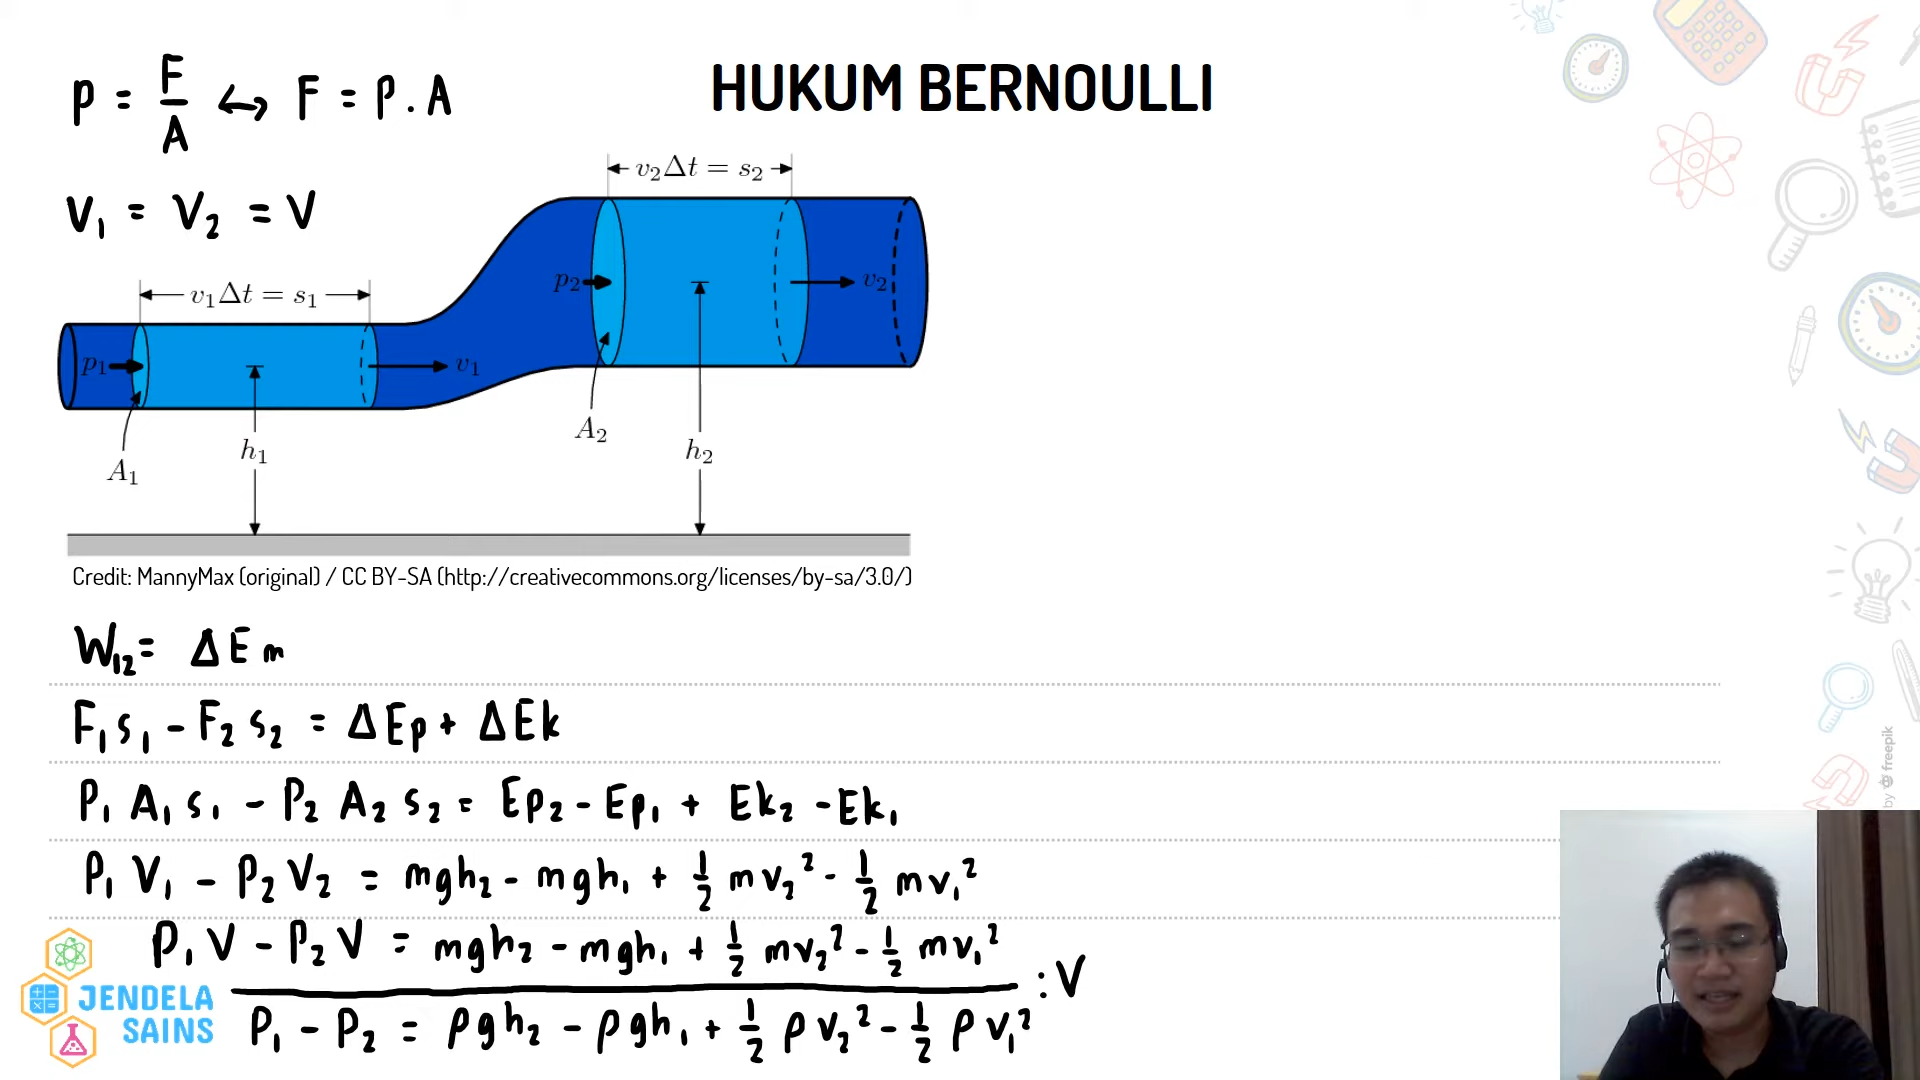 HUKUM BERNOULLI
P = F/A ↔ F = P . A
V₁ = V₂ = V
v₂Δt = s₂
v₁Δt = s₁
p₂
v₂
p₁
v₁
A₂
h₁
h₂
A₁
Credit: MannyMax (original) / CC BY-SA (http://creativecommons.org/licenses/by-sa/3.0/)
W₁₂ = ΔEm
F₁s₁ - F₂s₂ = ΔEp + ΔEk
P₁ A₁ s₁ - P₂ A₂ s₂ = Ep₂ - Ep₁ + Ek₂ - Ek₁
P₁ V₁ - P₂ V₂ = mgh₂ - mgh₁ + ½ mv₂² - ½ mv₁²
P₁ V - P₂ V = mgh₂ - mgh₁ + ½ mv₂² - ½ mv₁²
: V
P₁ - P₂ = ρgh₂ - ρgh₁ + ½ ρv₂² - ½ ρv₁²
JENDELA
SAINS
by freepik